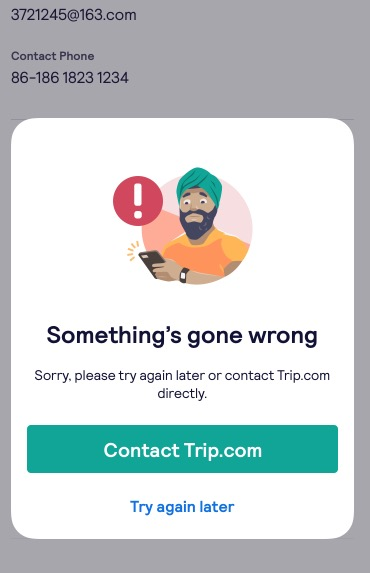 3721245@163.com
Contact Phone
86-186 1823 1234
Something's gone wrong
Sorry, please try again later or contact Trip.com
directly.
Contact Trip.com
Try again later